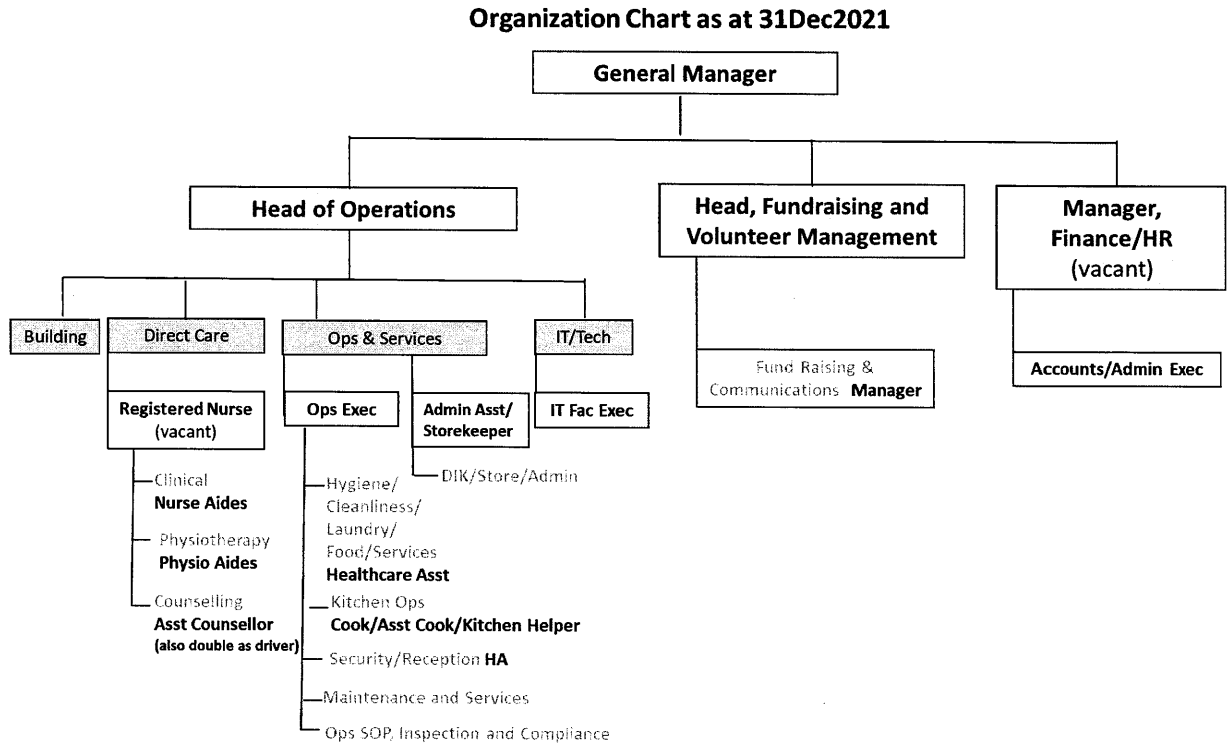 Organization Chart as at 31Dec2021
General Manager
Head of Operations
Head, Fundraising and
Volunteer Management
Manager,
Finance/HR
(vacant)
Building
Direct Care
Ops & Services
IT/Tech
Fund Raising &
Communications Manager
Accounts/Admin Exec
Registered Nurse
(vacant)
Ops Exec
Admin Asst/
Storekeeper
IT Fac Exec
Clinical
Nurse Aides
Physiotherapy
Physio Aides
Counselling
Asst Counsellor
(also double as driver)
Hygiene/
Cleanliness/
Laundry/
Food/Services
Healthcare Asst
Kitchen Ops
Cook/Asst Cook/Kitchen Helper
Security/Reception HA
Maintenance and Services
Ops SOP, Inspection and Compliance
DIK/Store/Admin